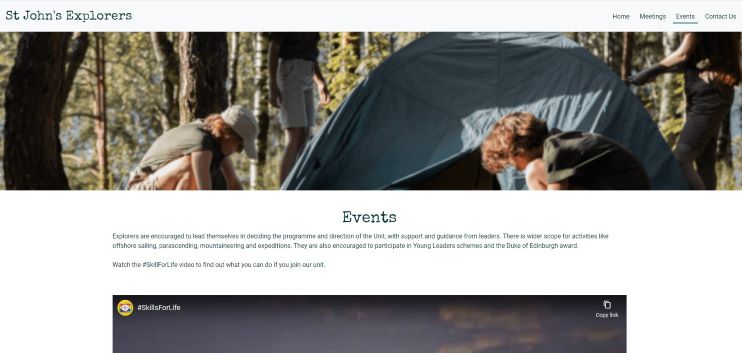 St John's Explorers
Home Meetings Events Contact Us
Events
Explorers are encouraged to lead themselves in deciding the programme and direction of the Unit, with support and guidance from leaders. There is wider scope for activities like
offshore sailing, parascending, mountaineering and expeditions. They are also encouraged to participate in Young Leaders schemes and the Duke of Edinburgh award.
Watch the #SkillForLife video to find out what you can do if you join our unit.
#SkillsForLife
Copy link